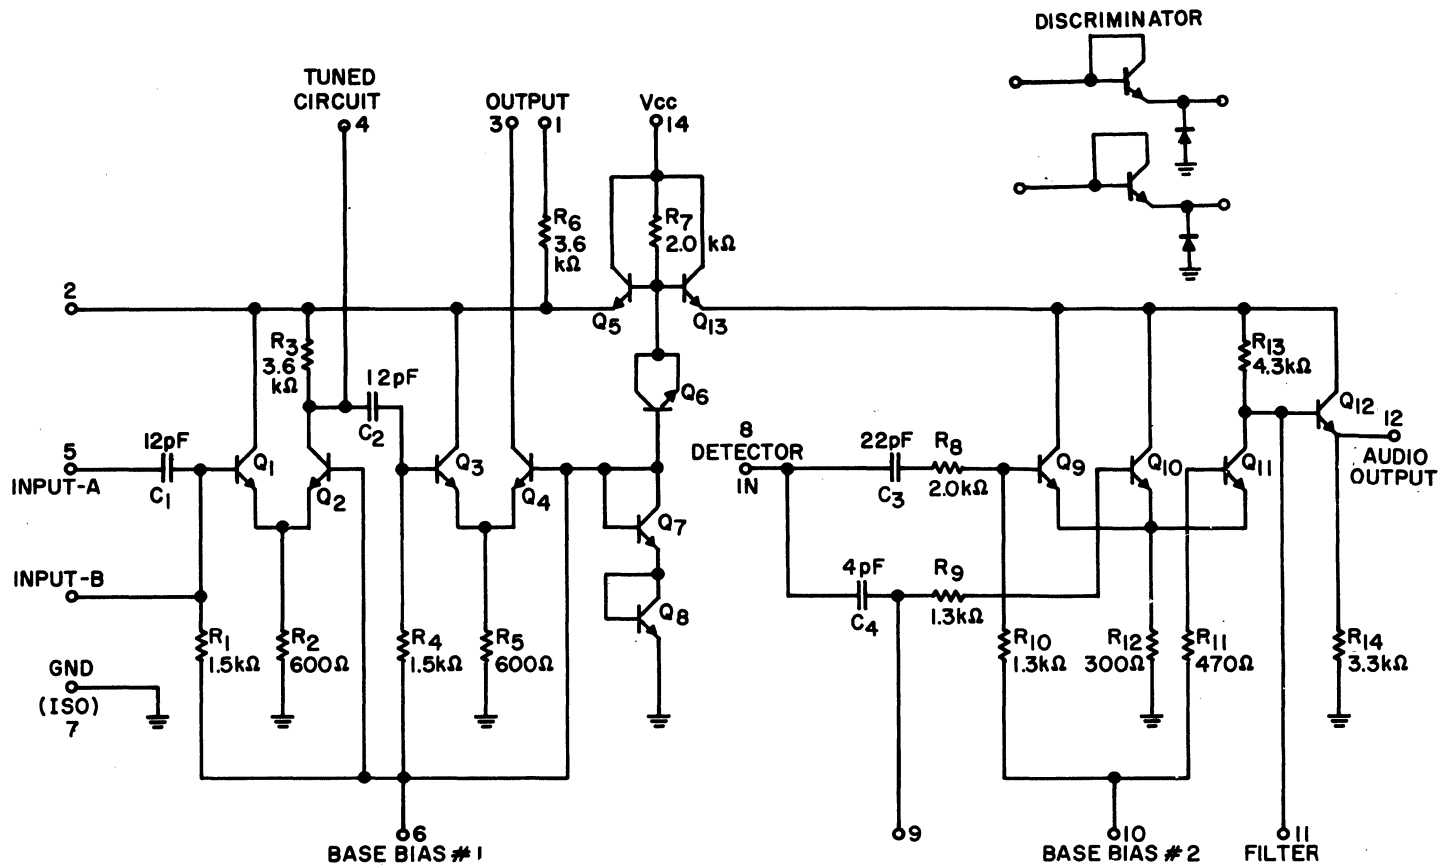 DISCRIMINATOR
TUNED
CIRCUIT
4
OUTPUT
3 1
Vcc
14
R6
3.6
kΩ
R7
2.0 kΩ
2
Q5
Q13
R3
3.6
kΩ
12pF
C2
Q6
R13
4.3kΩ
Q12
12
AUDIO
OUTPUT
5
INPUT-A
12pF
C1
Q1
Q2
Q3
Q4
8
DETECTOR
IN
22pF
C3
R8
2.0kΩ
Q9
Q10
Q11
Q7
INPUT-B
Q8
4pF
C4
R9
1.3kΩ
R1
1.5kΩ
R2
600Ω
R4
1.5kΩ
R5
600Ω
R10
1.3kΩ
R12
300Ω
R11
470Ω
R14
3.3kΩ
GND
(ISO)
7
6
BASE BIAS #1
9
10
BASE BIAS #2
11
FILTER